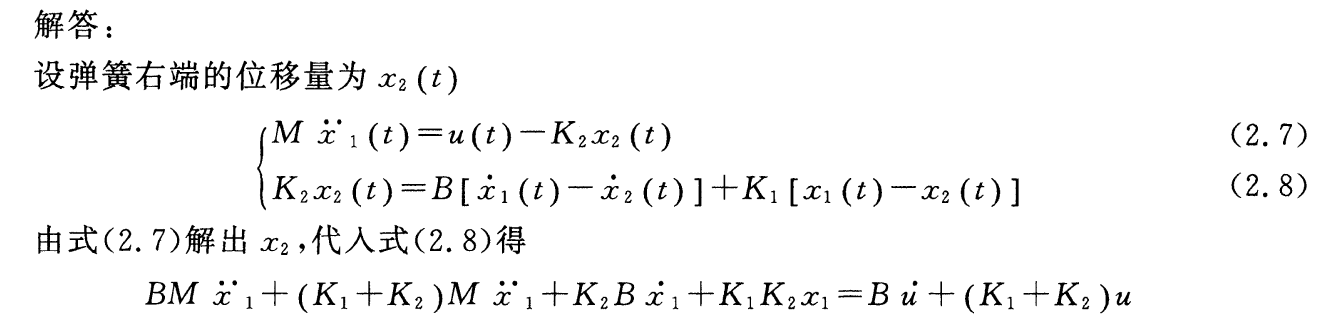 解答：
设弹簧右端的位移量为 x₂(t)
M ẍ₁(t)=u(t)−K₂x₂(t) (2.7)
K₂x₂(t)=B[ẋ₁(t)−ẋ₂(t)]+K₁[x₁(t)−x₂(t)] (2.8)
由式(2.7)解出 x₂,代入式(2.8)得
BM ẍ₁+(K₁+K₂)M ẍ₁+K₂B ẋ₁+K₁K₂x₁=B u̇+(K₁+K₂)u